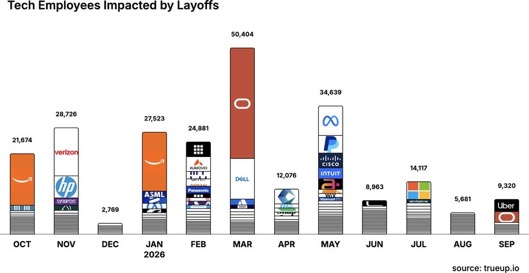 Tech Employees Impacted by Layoffs
50,404
34,639
28,726
27,523
24,881
21,674
14,117
12,076
9,320
8,963
5,681
2,769
verizon
hp
ASML
AUMOVIO
Panasonic
DELL
P
CISCO
INTUIT
Walmart
Uber
OCT NOV DEC JAN FEB MAR APR MAY JUN JUL AUG SEP
2026
source: trueup.io